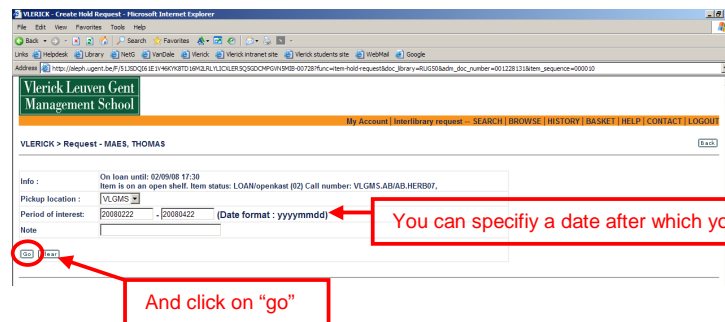 VLERICK - Create Hold Request - Microsoft Internet Explorer
File Edit View Favorites Tools Help
Back Search Favorites
Links Helpdesk Library NetG VanDale Vlerick Vlerick intranet site Vlerick students site WebMail Google
Address
Vlerick Leuven Gent
Management School
My Account | Interlibrary request -- SEARCH | BROWSE | HISTORY | BASKET | HELP | CONTACT | LOGOUT
VLERICK > Request - MAES, THOMAS
Back
Info : On loan until: 02/09/08 17:30
Item is on an open shelf. Item status: LOAN/openkast (02) Call number: VLGMS.AB/AB.HERB07,
Pickup location : VLGMS
Period of interest: 20080222 - 20080422 (Date format : yyyymmdd)
You can specifiy a date after which yo
Note
Go Clear
And click on “go”